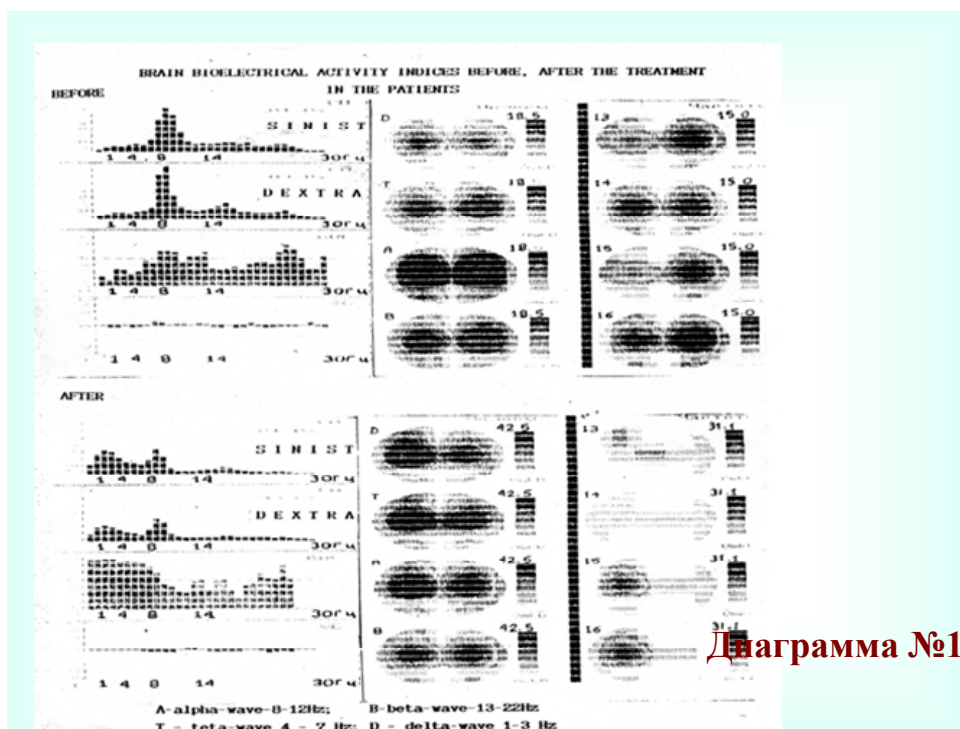 BRAIN BIOELECTRICAL ACTIVITY INDICES BEFORE, AFTER THE TREATMENT
IN THE PATIENTS
BEFORE
SINIST
1 4 8 14 30гц
DEXTRA
1 4 8 14 30гц
1 4 8 14 30гц
1 4 8 14 30гц
D 18.5
T 18.
A 18.
B 18.5
13 15.0
14 15.0
15 15.0
16 15.0
AFTER
SINIST
1 4 8 14 30гц
DEXTRA
1 4 8 14 30гц
1 4 8 14 30гц
1 4 8 14 30гц
D 42.5
T 42.5
A 42.5
B 42.5
13 31.1
14 31.1
15 31.1
16 31.1
Диаграмма №1
A-alpha-wave-8-12Hz; B-beta-wave-13-22Hz
T - teta-wave 4 - 7 Hz; D - delta-wave 1-3 Hz